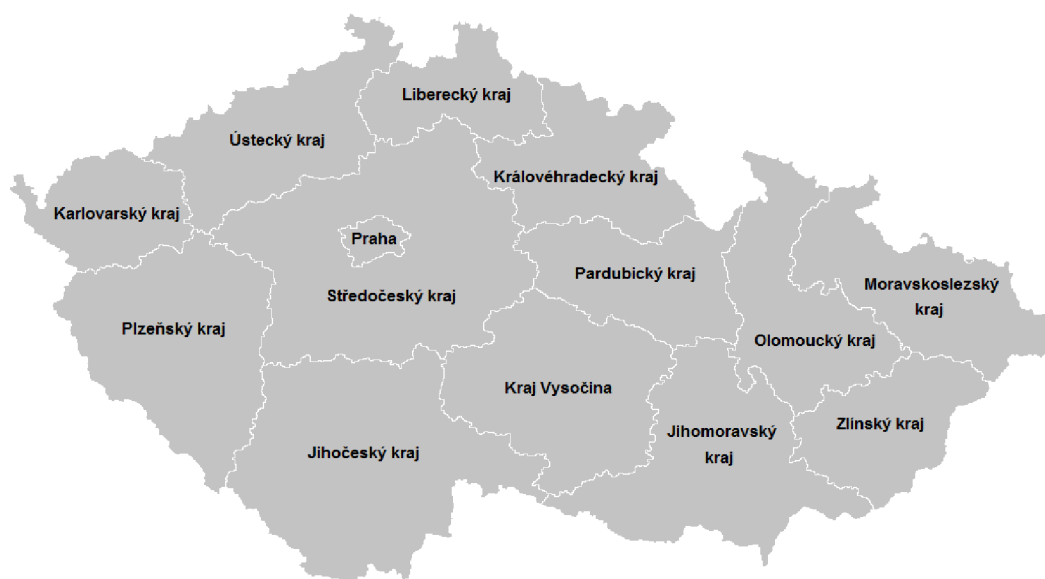 Liberecký kraj
Ústecký kraj
Královéhradecký kraj
Karlovarský kraj
Praha
Pardubický kraj
Moravskoslezský
kraj
Středočeský kraj
Plzeňský kraj
Olomoucký kraj
Kraj Vysočina
Zlínský kraj
Jihomoravský
kraj
Jihočeský kraj